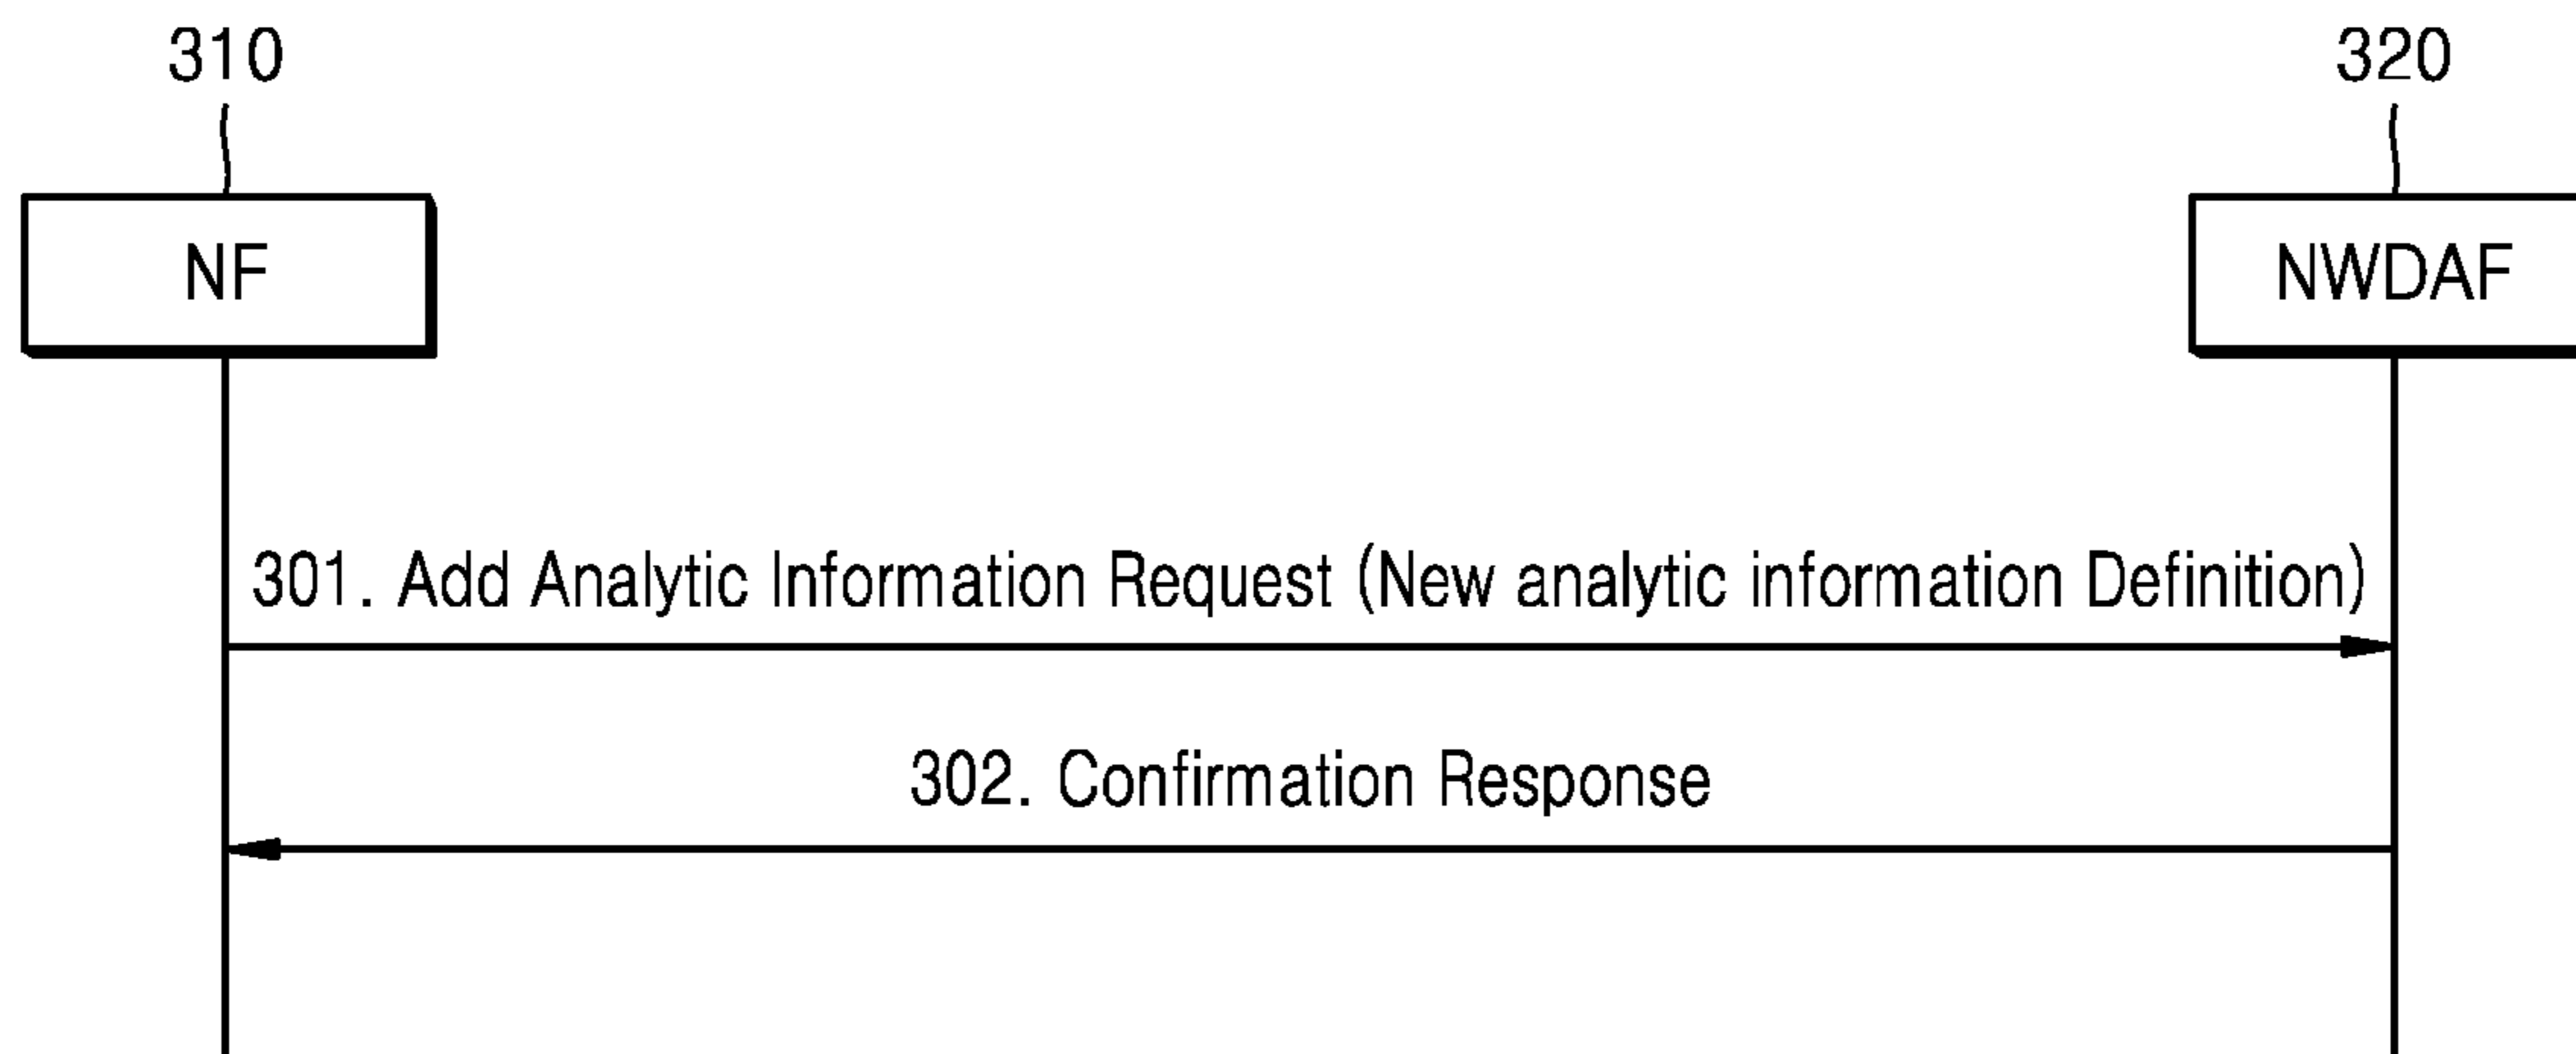 310
320
NF
NWDAF
301. Add Analytic Information Request (New analytic information Definition)
302. Confirmation Response